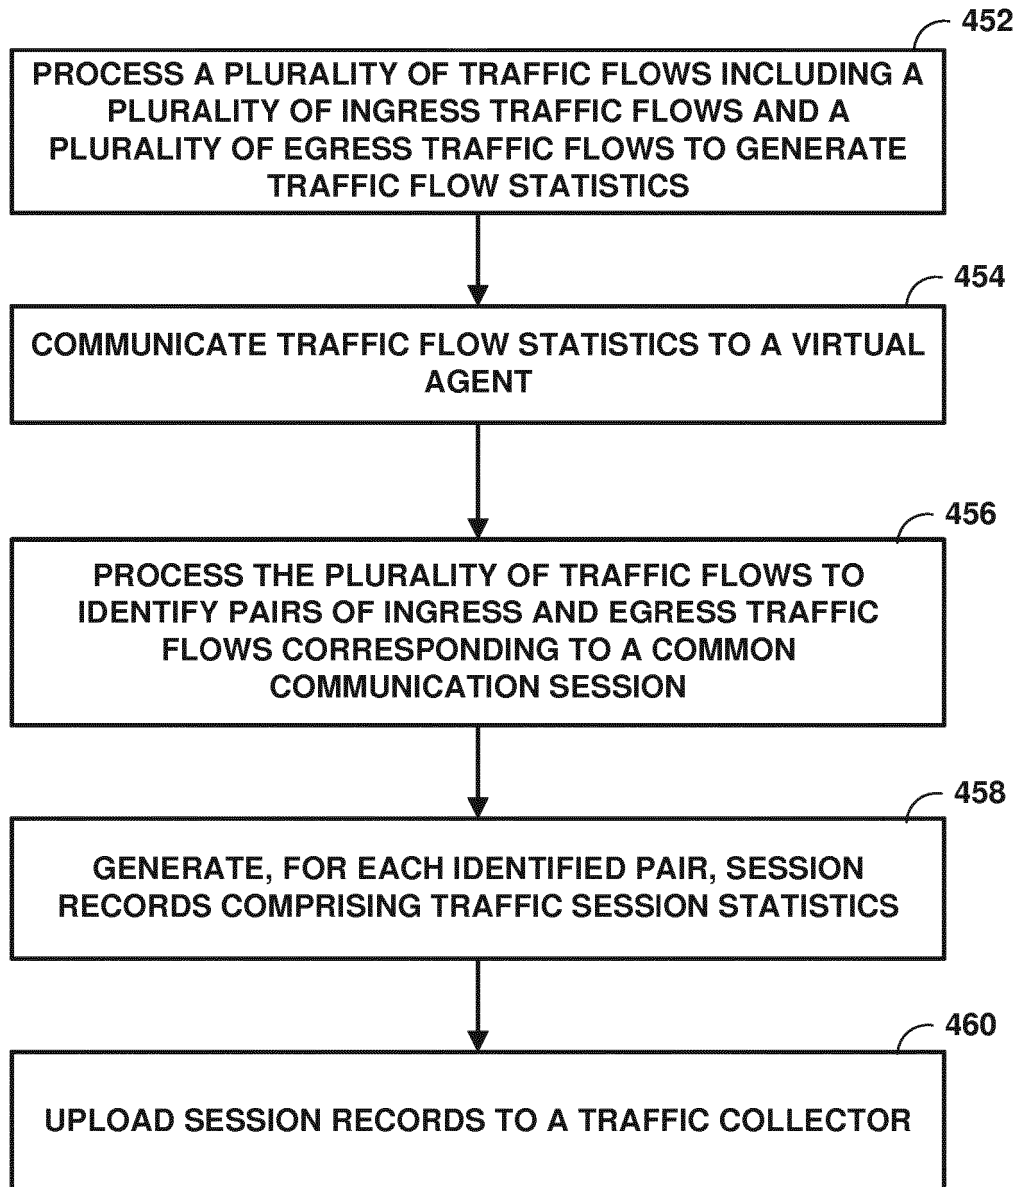 452
PROCESS A PLURALITY OF TRAFFIC FLOWS INCLUDING A
PLURALITY OF INGRESS TRAFFIC FLOWS AND A
PLURALITY OF EGRESS TRAFFIC FLOWS TO GENERATE
TRAFFIC FLOW STATISTICS
454
COMMUNICATE TRAFFIC FLOW STATISTICS TO A VIRTUAL
AGENT
456
PROCESS THE PLURALITY OF TRAFFIC FLOWS TO
IDENTIFY PAIRS OF INGRESS AND EGRESS TRAFFIC
FLOWS CORRESPONDING TO A COMMON
COMMUNICATION SESSION
458
GENERATE, FOR EACH IDENTIFIED PAIR, SESSION
RECORDS COMPRISING TRAFFIC SESSION STATISTICS
460
UPLOAD SESSION RECORDS TO A TRAFFIC COLLECTOR